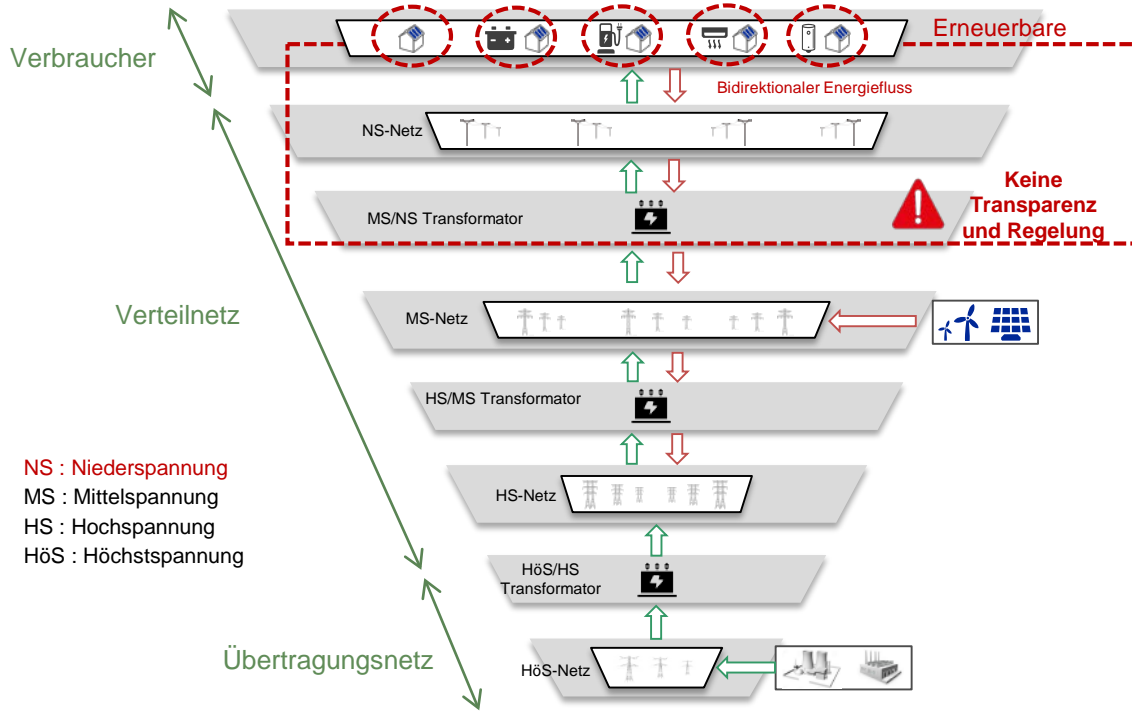 Erneuerbare
Verbraucher
Bidirektionaler Energiefluss
NS-Netz
Keine
Transparenz
und Regelung
MS/NS Transformator
Verteilnetz
MS-Netz
HS/MS Transformator
NS : Niederspannung
MS : Mittelspannung
HS : Hochspannung
HöS : Höchstspannung
HS-Netz
HöS/HS
Transformator
Übertragungsnetz
HöS-Netz